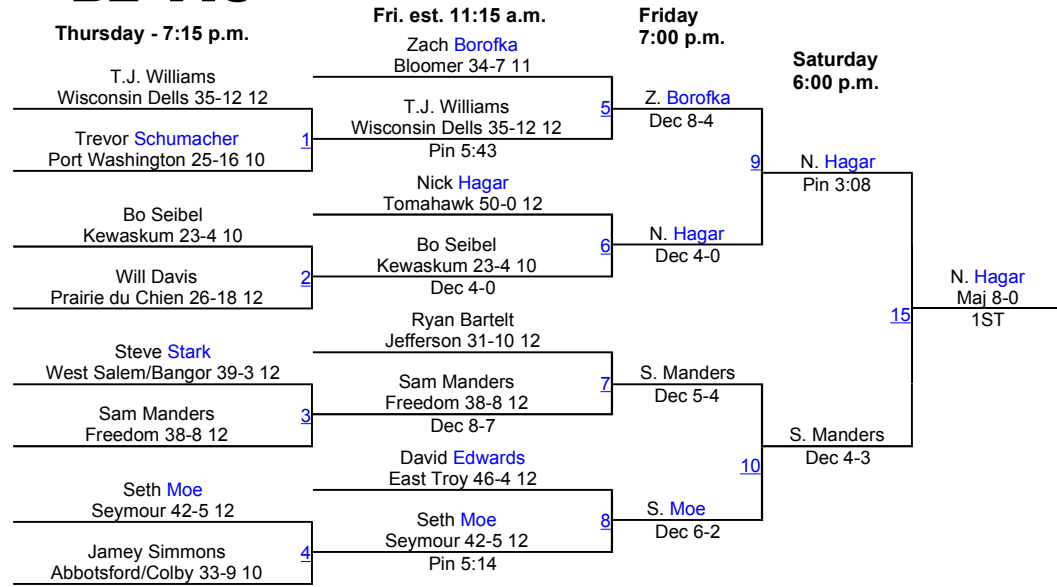 Thursday - 7:15 p.m.
Fri. est. 11:15 a.m.
Friday
7:00 p.m.
Saturday
6:00 p.m.
T.J. Williams
Wisconsin Dells 35-12 12
Trevor Schumacher
Port Washington 25-16 10
1
Bo Seibel
Kewaskum 23-4 10
Will Davis
Prairie du Chien 26-18 12
2
Steve Stark
West Salem/Bangor 39-3 12
Sam Manders
Freedom 38-8 12
3
Seth Moe
Seymour 42-5 12
Jamey Simmons
Abbotsford/Colby 33-9 10
4
Zach Borofka
Bloomer 34-7 11
T.J. Williams
Wisconsin Dells 35-12 12
Pin 5:43
5
Nick Hagar
Tomahawk 50-0 12
Bo Seibel
Kewaskum 23-4 10
Dec 4-0
6
Ryan Bartelt
Jefferson 31-10 12
Sam Manders
Freedom 38-8 12
Dec 8-7
7
David Edwards
East Troy 46-4 12
Seth Moe
Seymour 42-5 12
Pin 5:14
8
Z. Borofka
Dec 8-4
N. Hagar
Dec 4-0
9
S. Manders
Dec 5-4
S. Moe
Dec 6-2
10
N. Hagar
Pin 3:08
S. Manders
Dec 4-3
15
N. Hagar
Maj 8-0
1ST